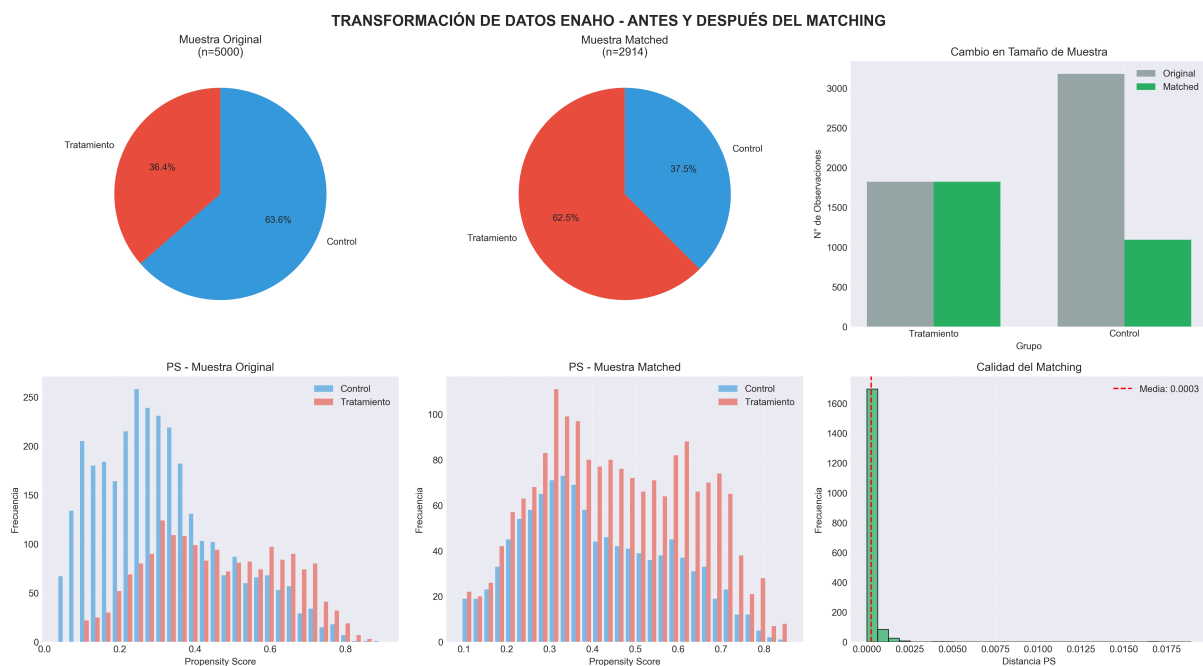 TRANSFORMACIÓN DE DATOS ENAHO - ANTES Y DESPUÉS DEL MATCHING
Muestra Original
(n=5000)
Tratamiento
36.4%
63.6%
Control
Muestra Matched
(n=2914)
Control
37.5%
62.5%
Tratamiento
Cambio en Tamaño de Muestra
Original
Matched
N° de Observaciones
3000
2500
2000
1500
1000
500
0
Tratamiento
Control
Grupo
PS - Muestra Original
Control
Tratamiento
Frecuencia
250
200
150
100
50
0
0.0
0.2
0.4
0.6
0.8
Propensity Score
PS - Muestra Matched
Control
Tratamiento
Frecuencia
100
80
60
40
20
0
0.1
0.2
0.3
0.4
0.5
0.6
0.7
0.8
Propensity Score
Calidad del Matching
Media: 0.0003
Frecuencia
1600
1400
1200
1000
800
600
400
200
0
0.0000
0.0025
0.0050
0.0075
0.0100
0.0125
0.0150
0.0175
Distancia PS